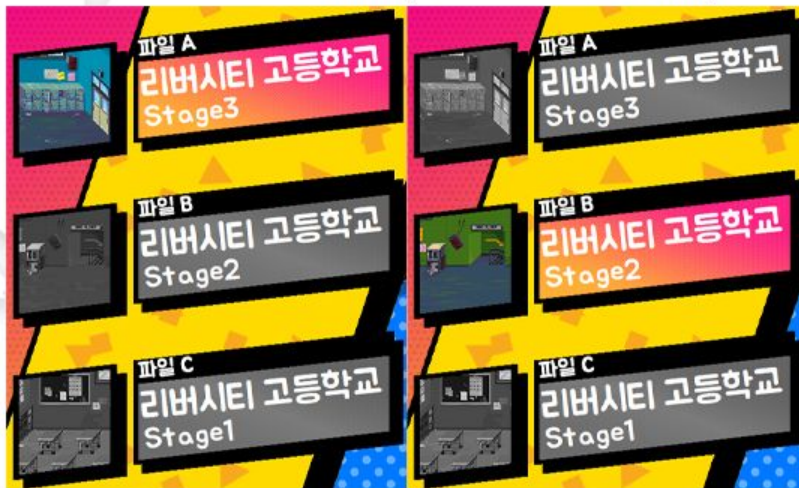 파일 A
리버시티 고등학교
Stage3
파일 B
리버시티 고등학교
Stage2
파일 C
리버시티 고등학교
Stage1
파일 A
리버시티 고등학교
Stage3
파일 B
리버시티 고등학교
Stage2
파일 C
리버시티 고등학교
Stage1